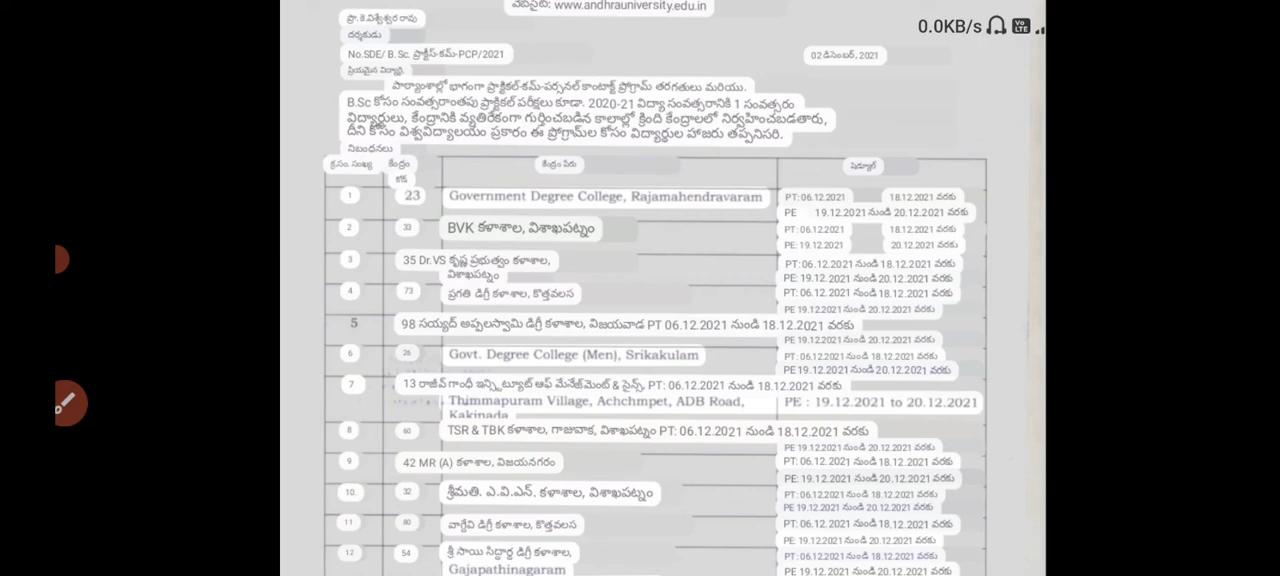 వెబ్‌సైట్: www.andhrauniversity.edu.in
0.0KB/s
Vo LTE
ప్రొ. కె.విశ్వేశ్వర రావు
దర్శకుడు
No.SDE/ B.Sc. ప్రాక్టీస్-కమ్-PCP/2021
02 డిసెంబర్, 2021
ప్రియమైన విద్యార్థి,
పాఠ్యాంశాల్లో భాగంగా ప్రాక్టికల్-కమ్-పర్సనల్ కాంటాక్ట్ ప్రోగ్రామ్ తరగతులు మరియు.
B.Sc కోసం సంవత్సరాంతపు ప్రాక్టికల్ పరీక్షలు కూడా. 2020-21 విద్యా సంవత్సరానికి 1 సంవత్సరం
విద్యార్థులు, కేంద్రానికి వ్యతిరేకంగా గుర్తించబడిన కాలాల్లో క్రింది కేంద్రాలలో నిర్వహించబడతారు,
దీని కోసం విశ్వవిద్యాలయం ప్రకారం ఈ ప్రోగ్రామ్‌ల కోసం విద్యార్థుల హాజరు తప్పనిసరి.
నిబంధనలు
క్ర.సం. సంఖ్య కేంద్రం కోడ్ కేంద్రం పేరు షెడ్యూల్
1 23 Government Degree College, Rajamahendravaram PT: 06.12.2021 18.12.2021 వరకు
PE 19.12.2021 నుండి 20.12.2021 వరకు
2 33 BVK కళాశాల, విశాఖపట్నం PT: 06.12.2021 18.12.2021 వరకు
PE: 19.12.2021 20.12.2021 వరకు
3 35 Dr.VS కృష్ణ ప్రభుత్వం కళాశాల, PT: 06.12.2021 నుండి 18.12.2021 వరకు
విశాఖపట్నం PE: 19.12.2021 నుండి 20.12.2021 వరకు
4 73 ప్రగతి డిగ్రీ కళాశాల, కొత్తవలస PT: 06.12.2021 నుండి 18.12.2021 వరకు
PE 19.12.2021 నుండి 20.12.2021 వరకు
5 98 సయ్యద్ అప్పలస్వామి డిగ్రీ కళాశాల, విజయవాడ PT 06.12.2021 నుండి 18.12.2021 వరకు
PE 19.12.2021 నుండి 20.12.2021 వరకు
6 26 Govt. Degree College (Men), Srikakulam PT: 06.12.2021 నుండి 18.12.2021 వరకు
PE 19.12.2021 నుండి 20.12.2021 వరకు
7 13 రాజీవ్ గాంధీ ఇన్స్టిట్యూట్ ఆఫ్ మేనేజ్‌మెంట్ & సైన్స్, PT: 06.12.2021 నుండి 18.12.2021 వరకు
Thimmapuram Village, Achchmpet, ADB Road, PE : 19.12.2021 to 20.12.2021
Kakinada
8 60 TSR & TBK కళాశాల, గాజువాక, విశాఖపట్నం PT: 06.12.2021 నుండి 18.12.2021 వరకు
PE 19.12.2021 నుండి 20.12.2021 వరకు
9 42 MR (A) కళాశాల, విజయనగరం PT: 06.12.2021 నుండి 18.12.2021 వరకు
PE: 19.12.2021 నుండి 20.12.2021 వరకు
10. 32 శ్రీమతి. ఎ.వి.ఎన్. కళాశాల, విశాఖపట్నం PT: 06.12.2021 నుండి 18.12.2021 వరకు
PE 19.12.2021 నుండి 20.12.2021 వరకు
11 80 వాగ్దేవి డిగ్రీ కళాశాల, కొత్తవలస PT: 06.12.2021 నుండి 18.12.2021 వరకు
PE: 19.12.2021 నుండి 20.12.2021 వరకు
12 54 శ్రీ సాయి సిద్దార్థ డిగ్రీ కళాశాల, PT: 06.12.2021 నుండి 18.12.2021 వరకు
Gajapathinagaram PE 19.12.2021 నుండి 20.12.2021 వరకు